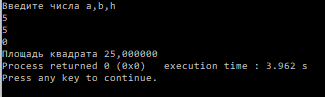 Введите числа a,b,h
5
5
0
Площадь квадрата 25,000000
Process returned 0 (0x0)   execution time : 3.962 s
Press any key to continue.